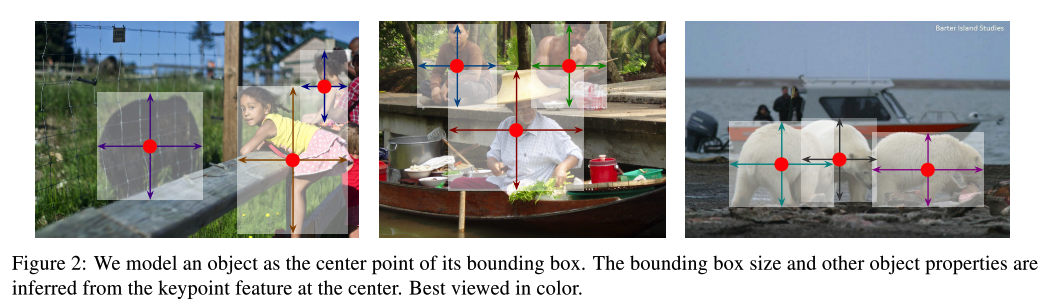 Barter Island Studies
Figure 2: We model an object as the center point of its bounding box. The bounding box size and other object properties are
inferred from the keypoint feature at the center. Best viewed in color.